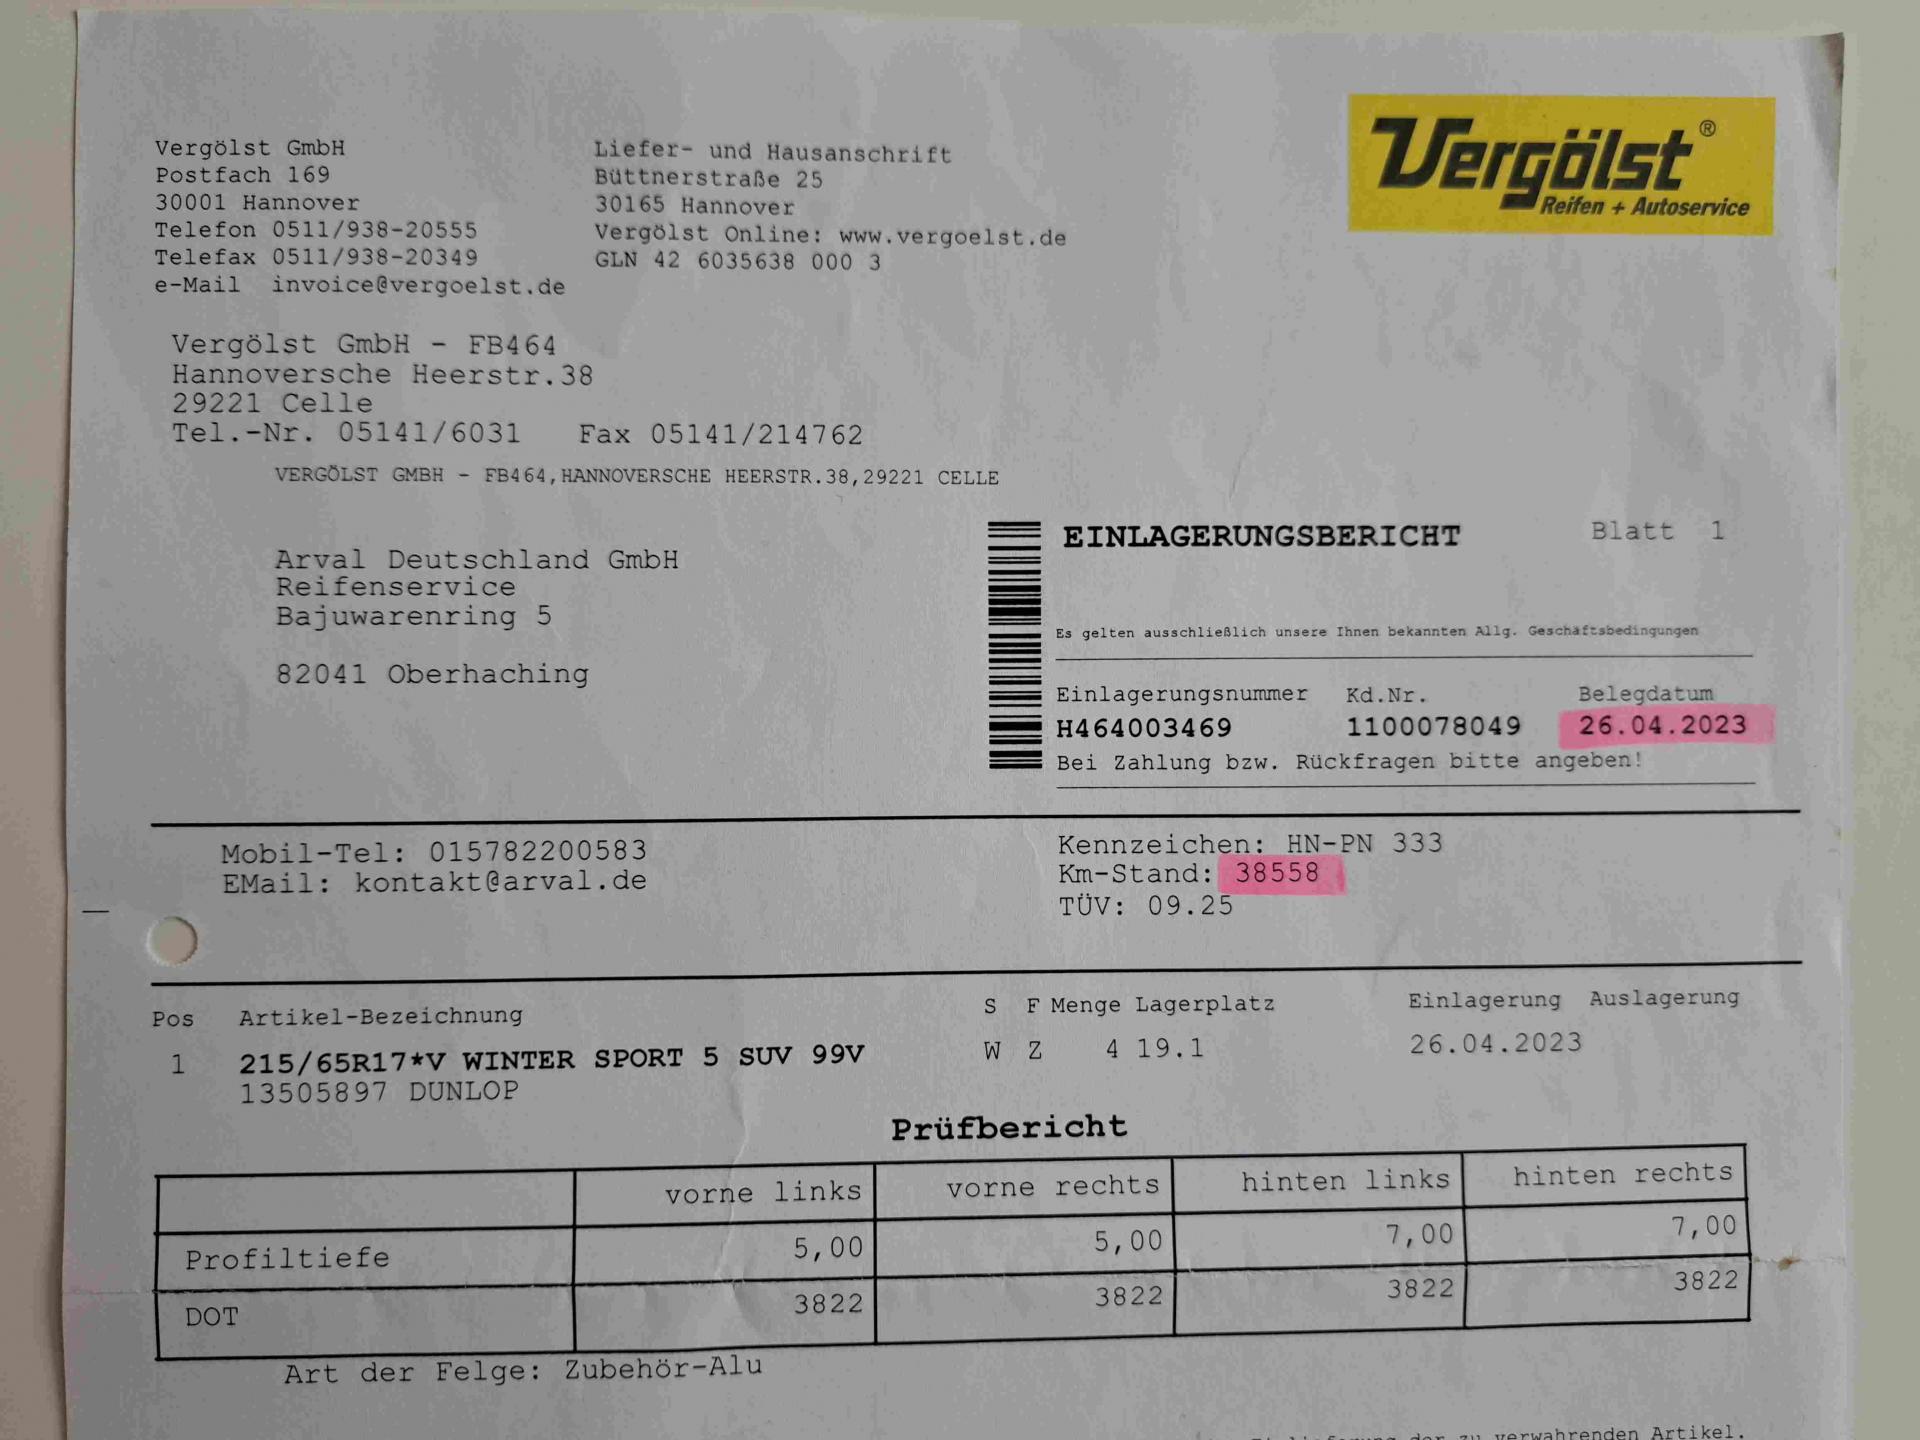 Vergölst®
Reifen + Autoservice
Vergölst GmbH
Postfach 169
30001 Hannover
Telefon 0511/938-20555
Telefax 0511/938-20349
e-Mail invoice@vergoelst.de
Liefer- und Hausanschrift
Büttnerstraße 25
30165 Hannover
Vergölst Online: www.vergoelst.de
GLN 42 6035638 000 3
Vergölst GmbH - FB464
Hannoversche Heerstr.38
29221 Celle
Tel.-Nr. 05141/6031 Fax 05141/214762
VERGÖLST GMBH - FB464,HANNOVERSCHE HEERSTR.38,29221 CELLE
Arval Deutschland GmbH
Reifenservice
Bajuwarenring 5
82041 Oberhaching
EINLAGERUNGSBERICHT Blatt 1
Es gelten ausschließlich unsere Ihnen bekannten Allg. Geschäftsbedingungen
Einlagerungsnummer Kd.Nr. Belegdatum
H464003469 1100078049 26.04.2023
Bei Zahlung bzw. Rückfragen bitte angeben!
Mobil-Tel: 015782200583
EMail: kontakt@arval.de
Kennzeichen: HN-PN 333
Km-Stand: 38558
TÜV: 09.25
Pos Artikel-Bezeichnung S F Menge Lagerplatz Einlagerung Auslagerung
1 215/65R17*V WINTER SPORT 5 SUV 99V W Z 4 19.1 26.04.2023
13505897 DUNLOP
Prüfbericht
vorne links vorne rechts hinten links hinten rechts
Profiltiefe 5,00 5,00 7,00 7,00
DOT 3822 3822 3822 3822
Art der Felge: Zubehör-Alu
der zu verwahrenden Artikel.